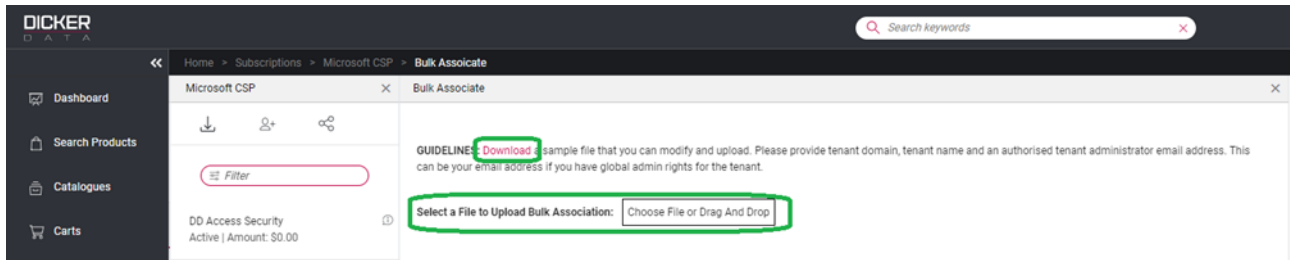 DICKER
DATA
Search keywords
Home > Subscriptions > Microsoft CSP > Bulk Assoicate
Dashboard
Search Products
Catalogues
Carts
Microsoft CSP
Filter
DD Access Security
Active | Amount: $0.00
Bulk Associate
GUIDELINES: Download a sample file that you can modify and upload. Please provide tenant domain, tenant name and an authorised tenant administrator email address. This
can be your email address if you have global admin rights for the tenant.
Select a File to Upload Bulk Association: Choose File or Drag And Drop